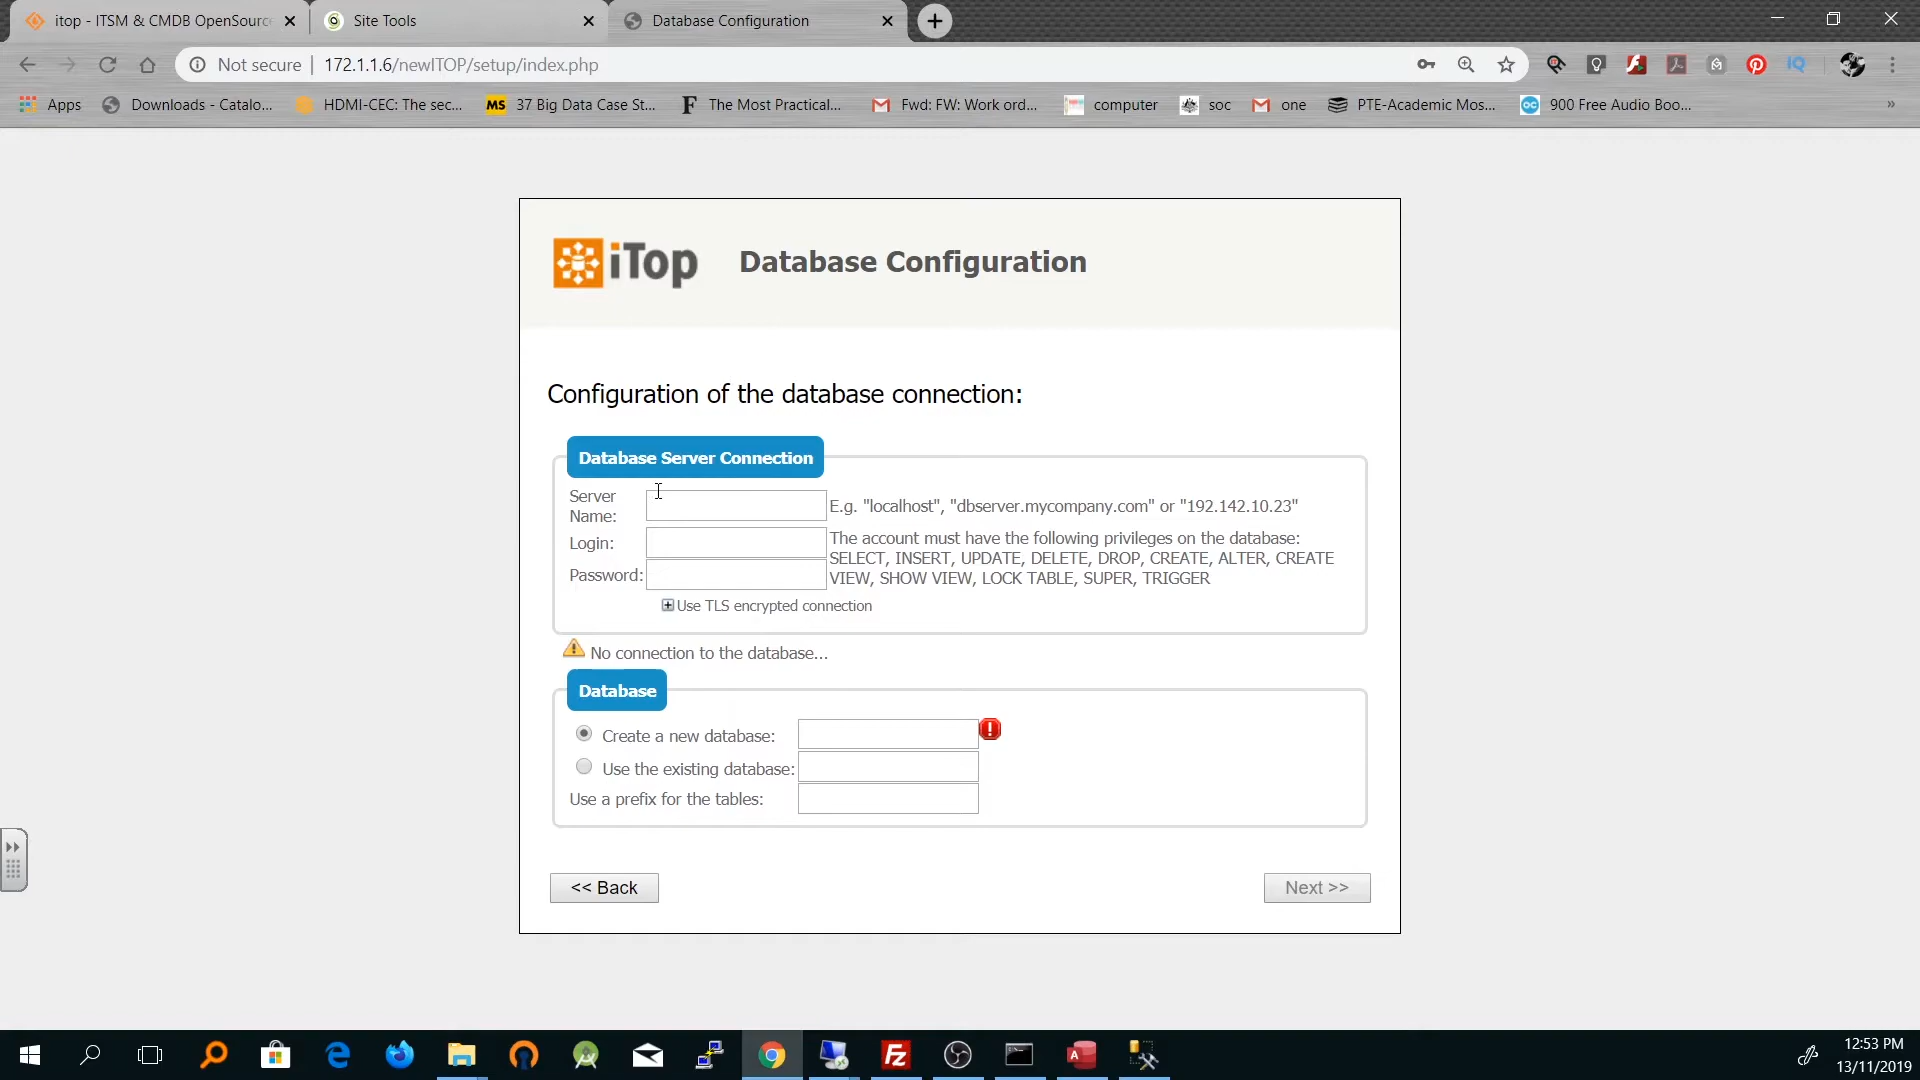 itop - ITSM & CMDB OpenSource
Site Tools
Database Configuration
Not secure | 172.1.1.6/newITOP/setup/index.php
Apps
Downloads - Catalo...
HDMI-CEC: The sec...
MS 37 Big Data Case St...
F The Most Practical...
Fwd: FW: Work ord...
computer
soc
one
PTE-Academic Mos...
OC 900 Free Audio Boo...
»
IQ
iTop
Database Configuration
Configuration of the database connection:
Database Server Connection
Server Name:
E.g. "localhost", "dbserver.mycompany.com" or "192.142.10.23"
Login:
The account must have the following privileges on the database:
SELECT, INSERT, UPDATE, DELETE, DROP, CREATE, ALTER, CREATE
VIEW, SHOW VIEW, LOCK TABLE, SUPER, TRIGGER
Password:
Use TLS encrypted connection
No connection to the database...
Database
Create a new database:
Use the existing database:
Use a prefix for the tables:
<< Back
Next >>
12:53 PM
13/11/2019